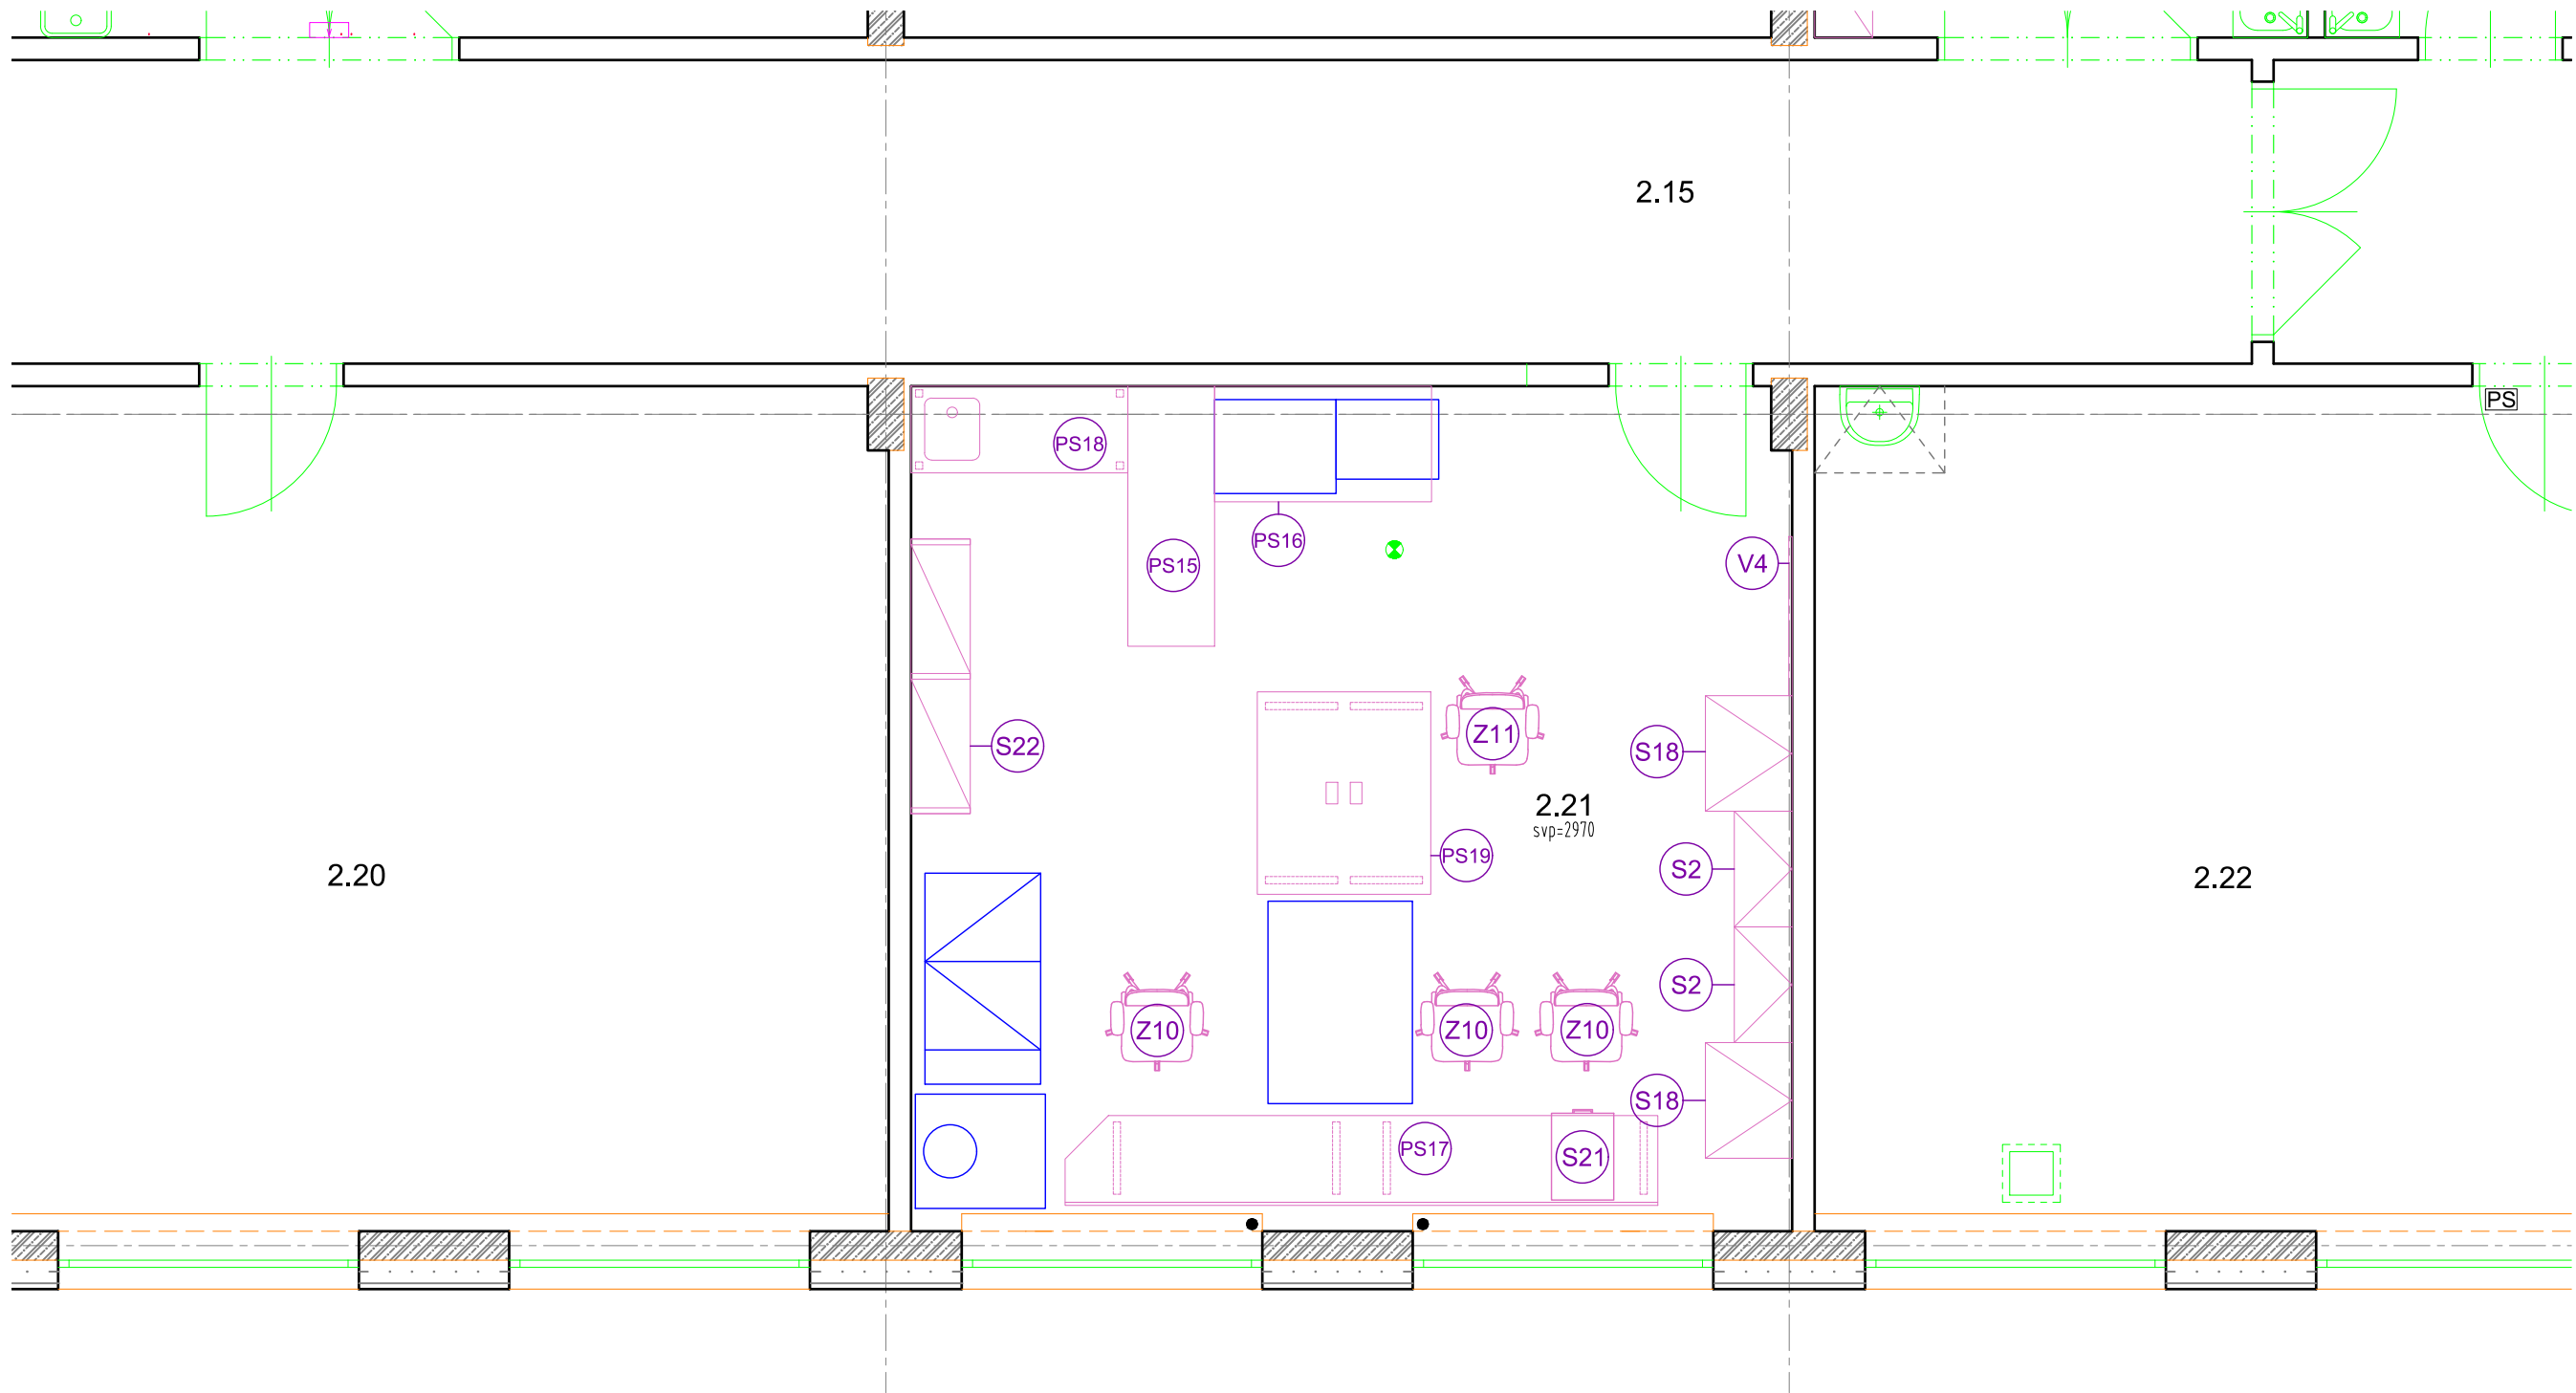 2.15
PS
PS18
PS16
PS15
V4
Z11
S22
S18
2.21
svp=2970
PS19
S2
2.20
2.22
S2
Z10
Z10
Z10
S18
PS17
S21